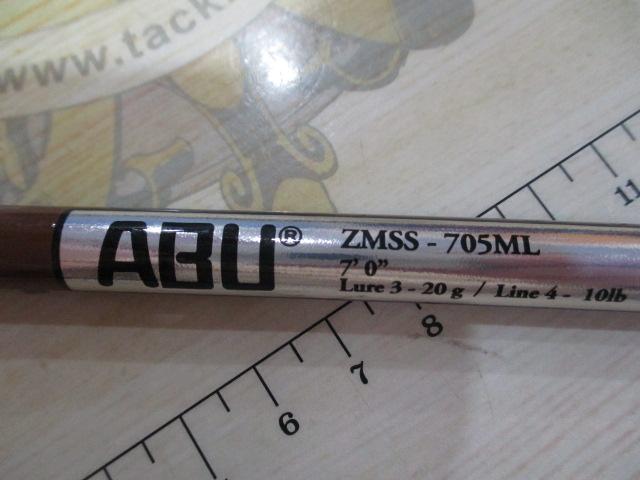 www.tack
ABU®
ZMSS - 705ML
7' 0"
Lure 3 - 20 g / Line 4 - 10lb
11
8
7
6